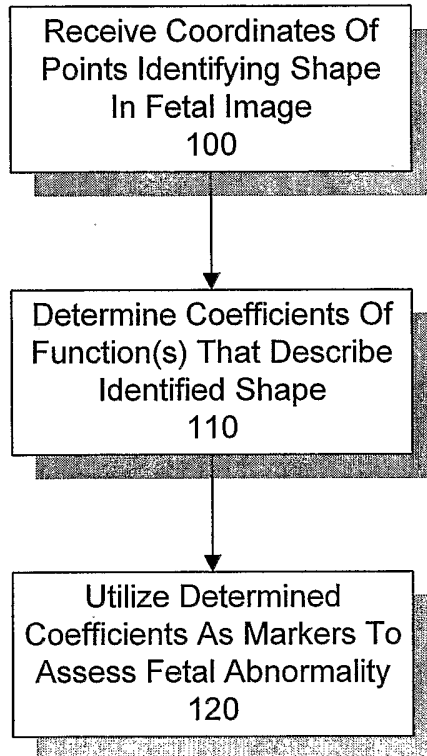 Receive Coordinates Of
Points Identifying Shape
In Fetal Image
100
Determine Coefficients Of
Function(s) That Describe
Identified Shape
110
Utilize Determined
Coefficients As Markers To
Assess Fetal Abnormality
120